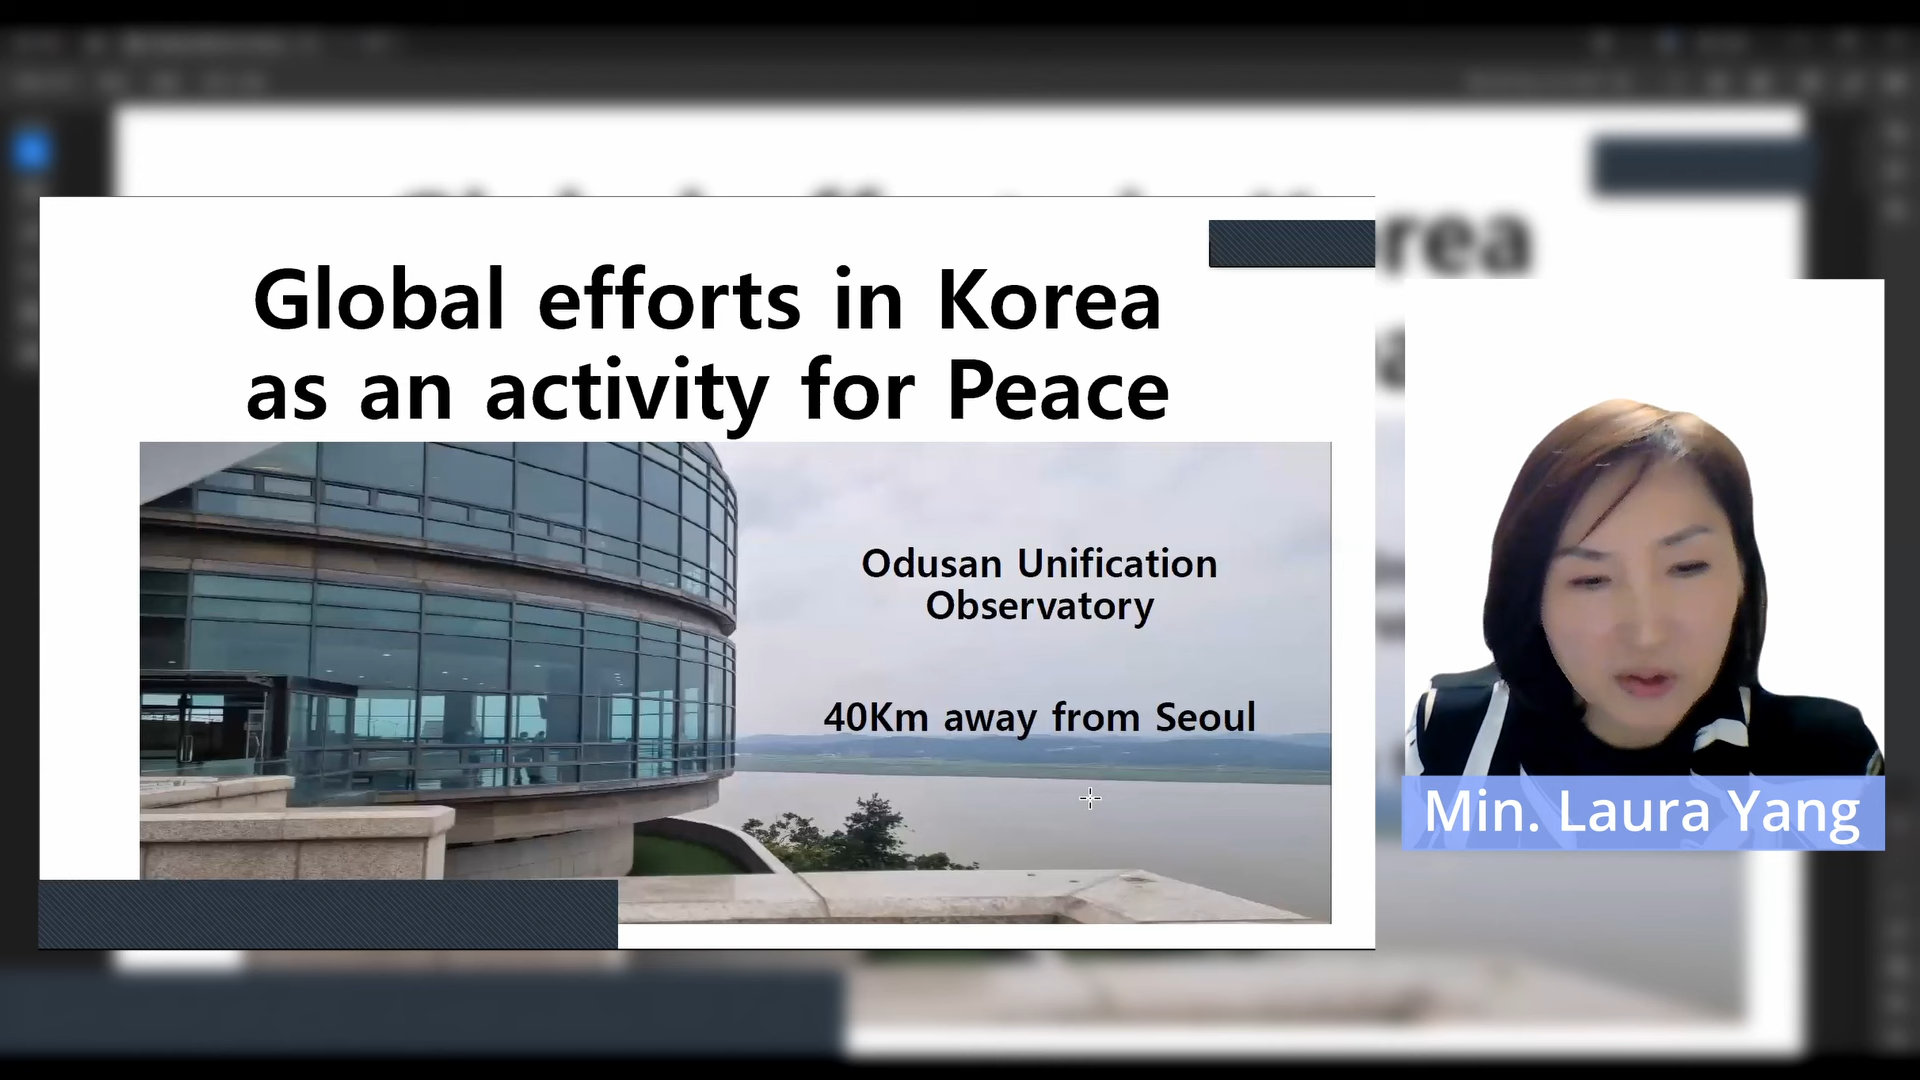 Global efforts in Korea
as an activity for Peace
Odusan Unification
Observatory
40Km away from Seoul
Min. Laura Yang